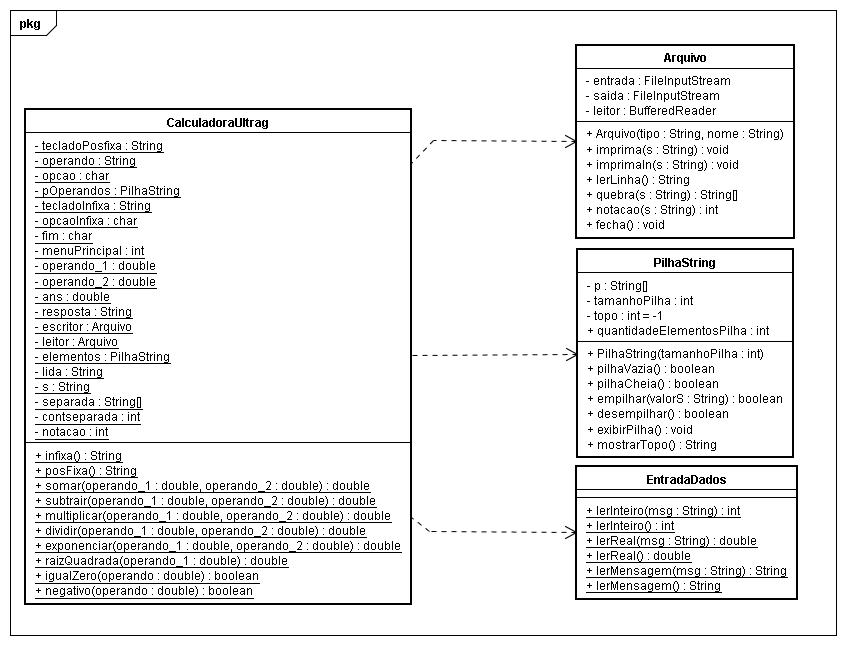 pkg
CalculadoraUltrag
- tecladoPosfixa : String
- operando : String
- opcao : char
- pOperandos : PilhaString
- tecladoInfixa : String
- opcaoInfixa : char
- fim : char
- menuPrincipal : int
- operando_1 : double
- operando_2 : double
- ans : double
- resposta : String
- escritor : Arquivo
- leitor : Arquivo
- elementos : PilhaString
- lida : String
- s : String
- separada : String[]
- contseparada : int
- notacao : int
+ infixa() : String
+ posFixa() : String
+ somar(operando_1 : double, operando_2 : double) : double
+ subtrair(operando_1 : double, operando_2 : double) : double
+ multiplicar(operando_1 : double, operando_2 : double) : double
+ dividir(operando_1 : double, operando_2 : double) : double
+ exponenciar(operando_1 : double, operando_2 : double) : double
+ raizQuadrada(operando_1 : double) : double
+ igualZero(operando : double) : boolean
+ negativo(operando : double) : boolean
Arquivo
- entrada : FileInputStream
- saida : FileInputStream
- leitor : BufferedReader
+ Arquivo(tipo : String, nome : String)
+ imprima(s : String) : void
+ imprimaln(s : String) : void
+ lerLinha() : String
+ quebra(s : String) : String[]
+ notacao(s : String) : int
+ fecha() : void
PilhaString
- p : String[]
- tamanhoPilha : int
- topo : int = -1
+ quantidadeElementosPilha : int
+ PilhaString(tamanhoPilha : int)
+ pilhaVazia() : boolean
+ pilhaCheia() : boolean
+ empilhar(valorS : String) : boolean
+ desempilhar() : boolean
+ exibirPilha() : void
+ mostrarTopo() : String
EntradaDados
+ lerInteiro(msg : String) : int
+ lerInteiro() : int
+ lerReal(msg : String) : double
+ lerReal() : double
+ lerMensagem(msg : String) : String
+ lerMensagem() : String